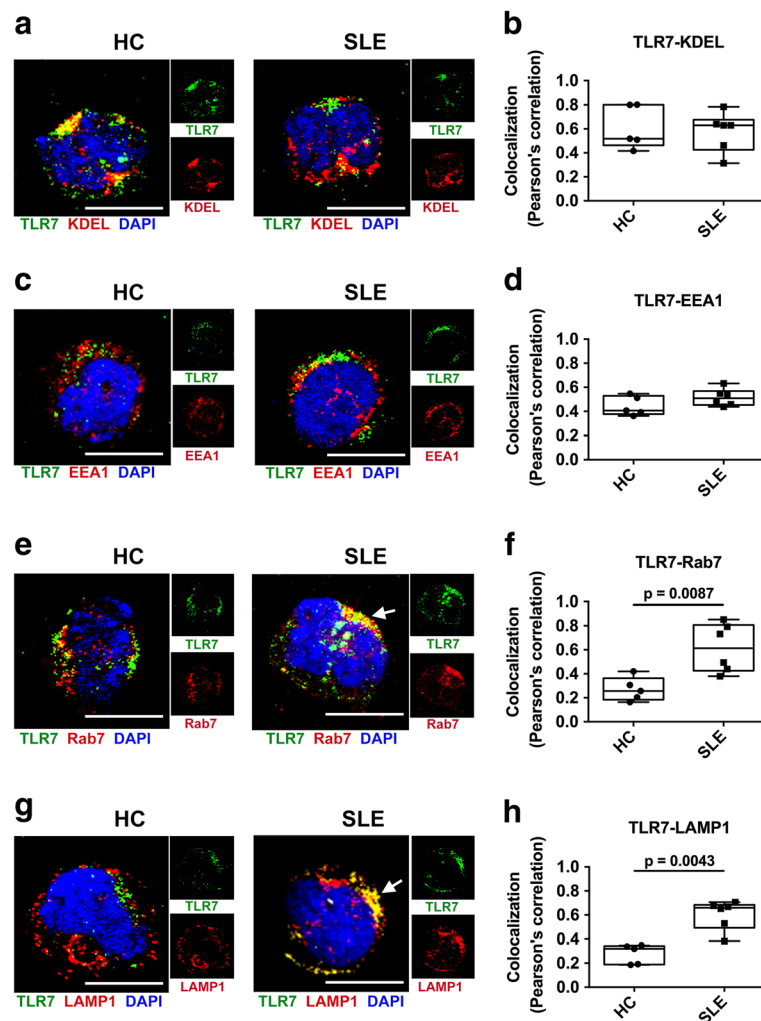 a
HC
SLE
TLR7
KDEL
TLR7
KDEL
TLR7 KDEL DAPI
TLR7 KDEL DAPI
b
TLR7-KDEL
Colocalization
(Pearson's correlation)
1.0
0.8
0.6
0.4
0.2
0.0
HC
SLE
c
HC
SLE
TLR7
EEA1
TLR7
EEA1
TLR7 EEA1 DAPI
TLR7 EEA1 DAPI
d
TLR7-EEA1
Colocalization
(Pearson's correlation)
1.0
0.8
0.6
0.4
0.2
0.0
HC
SLE
e
HC
SLE
TLR7
Rab7
TLR7
Rab7
TLR7 Rab7 DAPI
TLR7 Rab7 DAPI
f
TLR7-Rab7
p = 0.0087
Colocalization
(Pearson's correlation)
1.0
0.8
0.6
0.4
0.2
0.0
HC
SLE
g
HC
SLE
TLR7
LAMP1
TLR7
LAMP1
TLR7 LAMP1 DAPI
TLR7 LAMP1 DAPI
h
TLR7-LAMP1
p = 0.0043
Colocalization
(Pearson's correlation)
1.0
0.8
0.6
0.4
0.2
0.0
HC
SLE